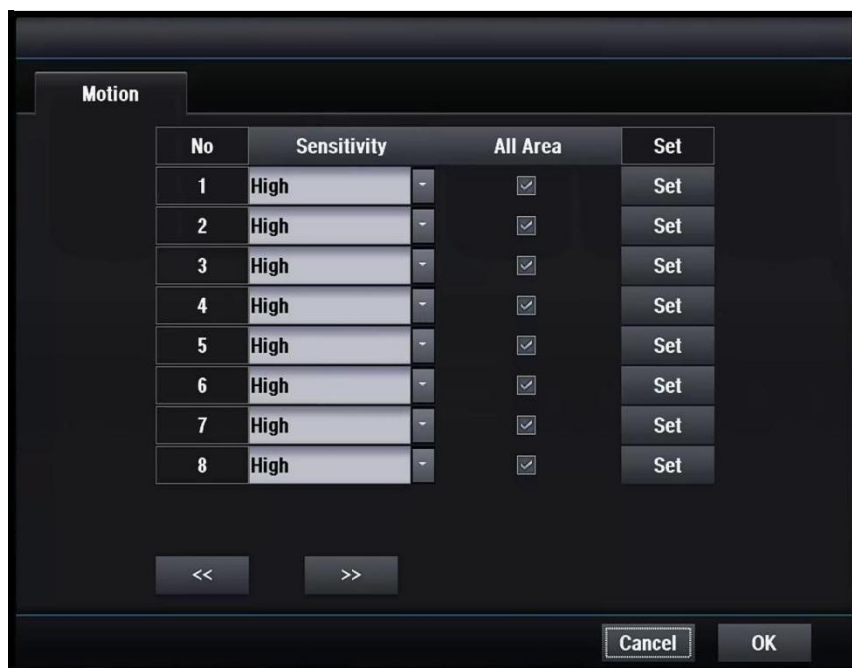 Motion
No Sensitivity All Area Set
1 High Set
2 High Set
3 High Set
4 High Set
5 High Set
6 High Set
7 High Set
8 High Set
<< >>
Cancel OK